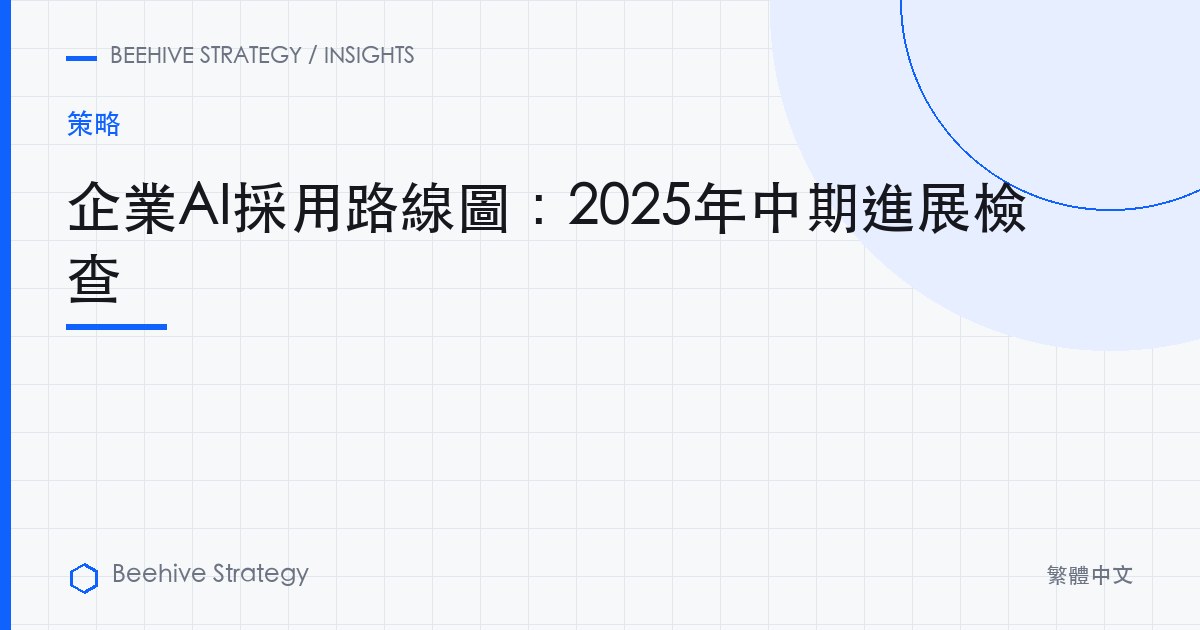 BEEHIVE STRATEGY / INSIGHTS
策略
企業AI採用路線圖：2025年中期進展檢
查
Beehive Strategy
繁體中文